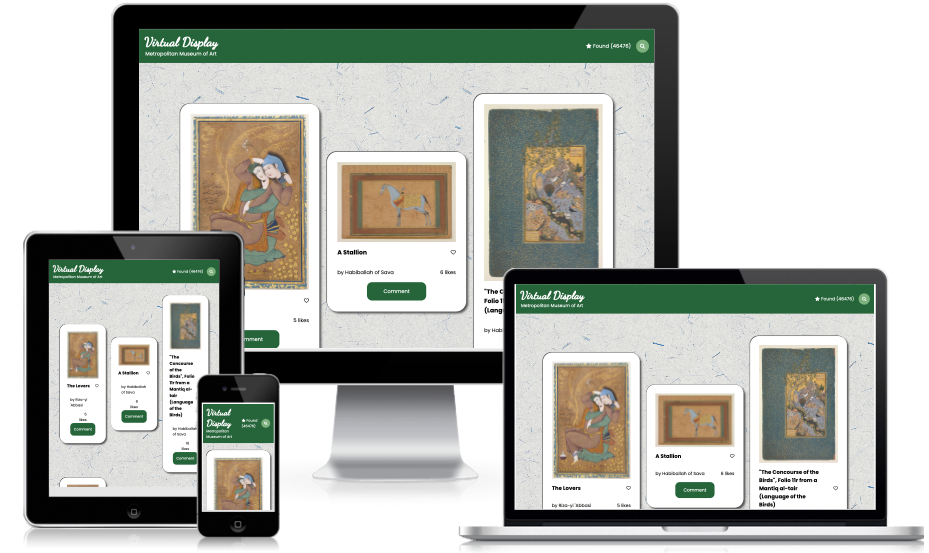 Virtual Display
Metropolitan Museum of Art
Found (46476)
A Stallion
by Habiballah of Sava
6 likes
Comment
5 likes
mment
"The C
Folio 1
(Lang
by Hab
Virtual Display
Metropolitan Museum of Art
Found (46476)
The Lovers
by Riza-yi
`Abbasi
5
likes
Comment
A Stallion
by Habiballah
of Sava
6
likes
Comment
"The
Concourse
of the
Birds", Folio
11r from a
Mantiq al-
tair
(Language
of the
Birds)
by Habiballah
of Sava
likes
Comment
Virtual
Display
Metropolitan
Museum of Art
Found
(46476)
Virtual Display
Metropolitan Museum of Art
Found (46476)
The Lovers
by Riza-yi `Abbasi
5 likes
A Stallion
by Habiballah of Sava
6 likes
Comment
"The Concourse of the
Birds", Folio 11r from a
Mantiq al-tair
(Language of the
Birds)